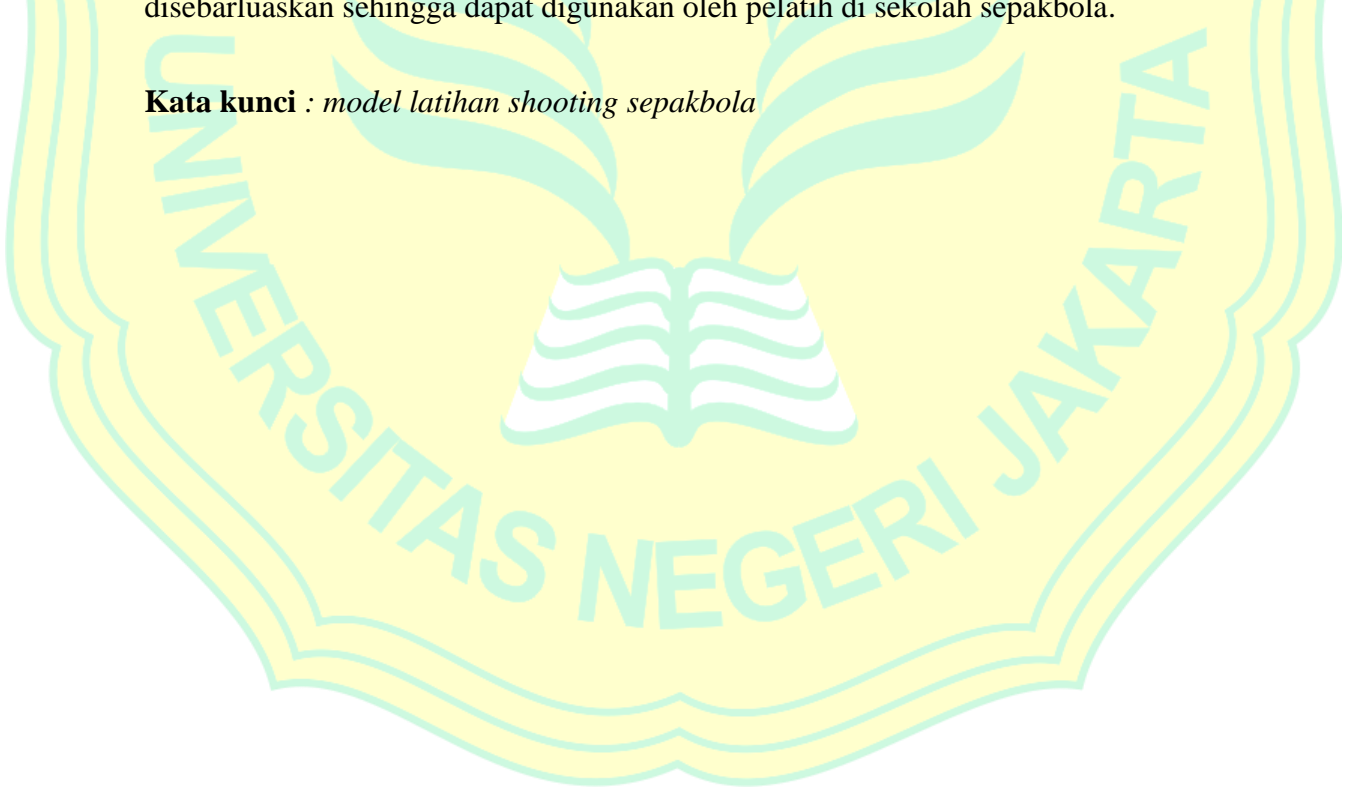 disebarluaskan sehingga dapat digunakan oleh pelatih di sekolah sepakbola.
Kata kunci : model latihan shooting sepakbola
UNIVERSITAS NEGERI JAKARTA